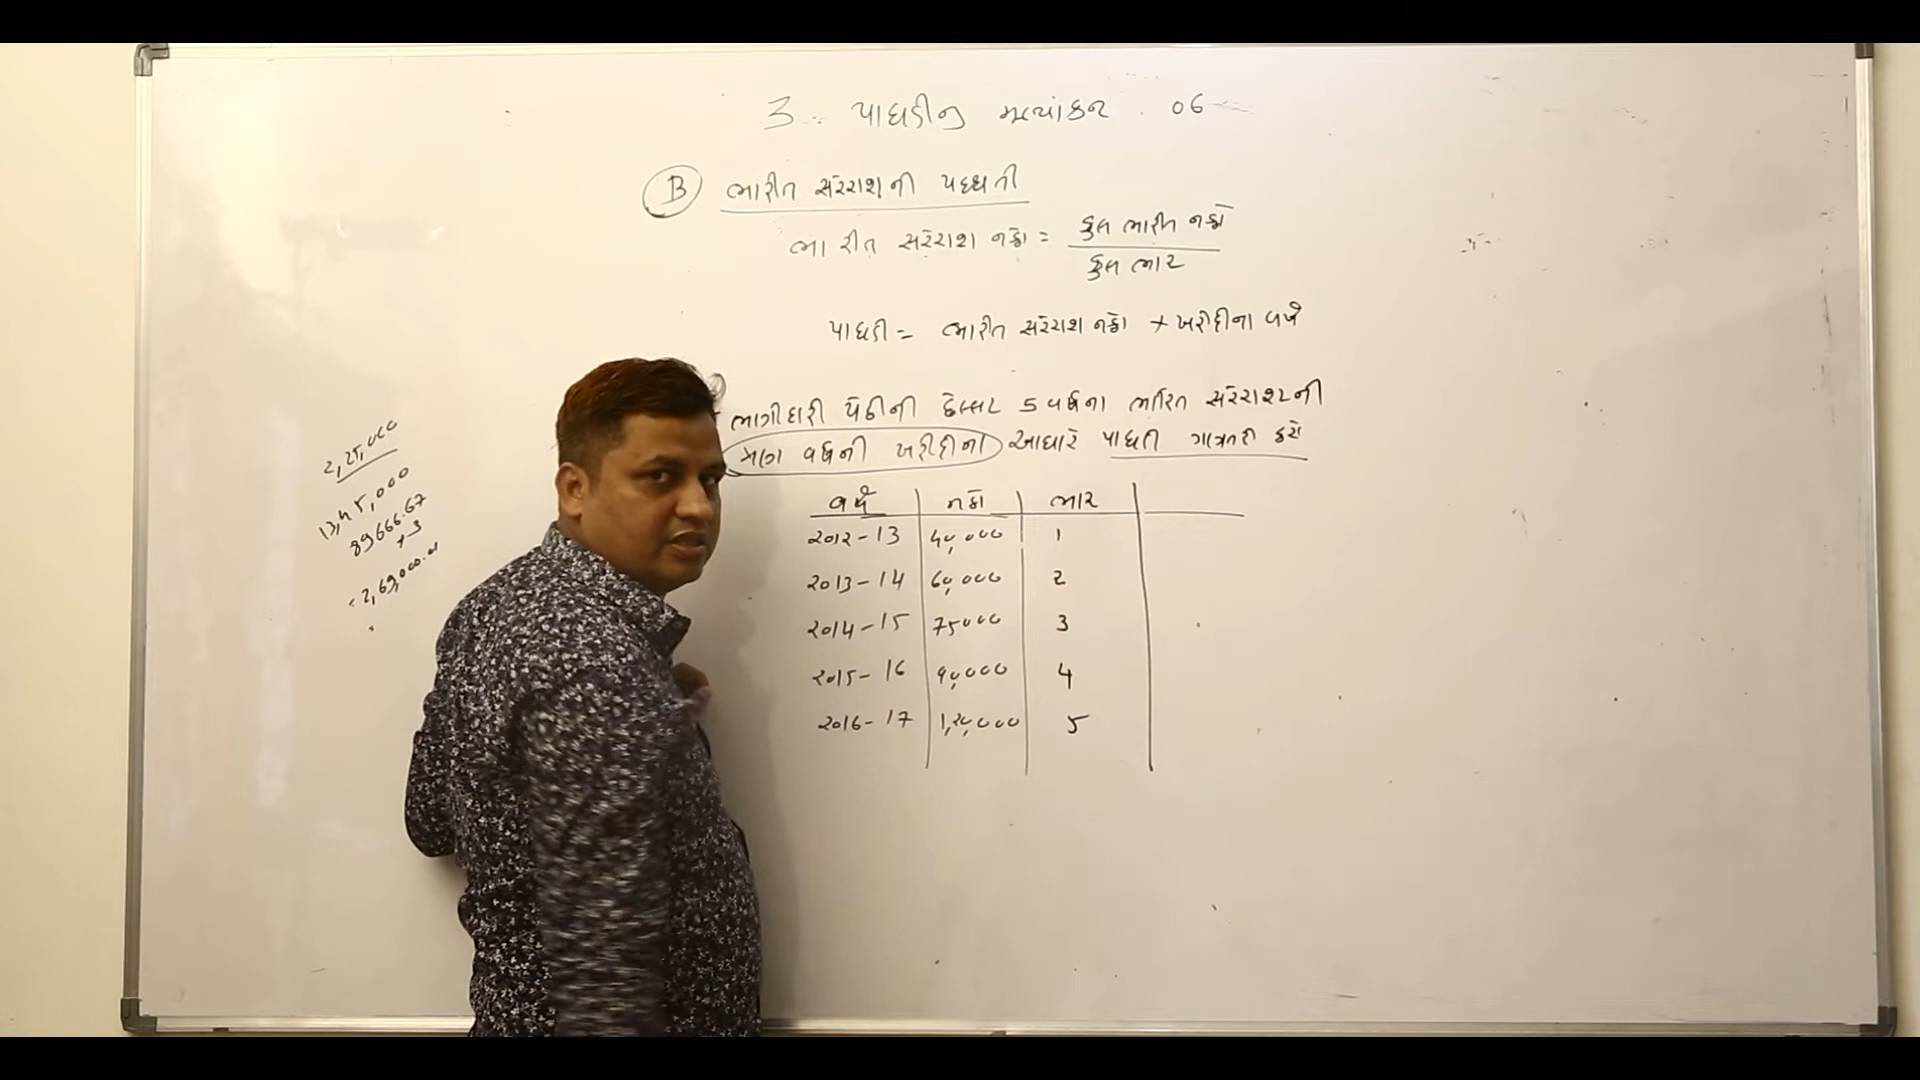 3. પાઘડીનુ મૂલ્યાંકન . 06
B ભારીત સરેરાશની પધ્ધતી
ભારીત સરેરાશ નફો = કુલ ભારીત નફો
કુલ ભાર
પાઘડી = ભારીત સરેરાશ નફો × ખરીદીના વર્ષ
ભાગીદારી પેઢીની છેલ્લા 5 વર્ષના ભારિત સરેરાશની
ત્રણ વર્ષની ખરીદીના આધારે પાઘડી ગણતરી કરો
વર્ષ નફો ભાર
2012-13 40,000 1
2013-14 60,000 2
2014-15 75000 3
2015-16 90,000 4
2016-17 1,20,000 5
2,25,000
13,45,000
89666.67
×3
= 2,69,000.01